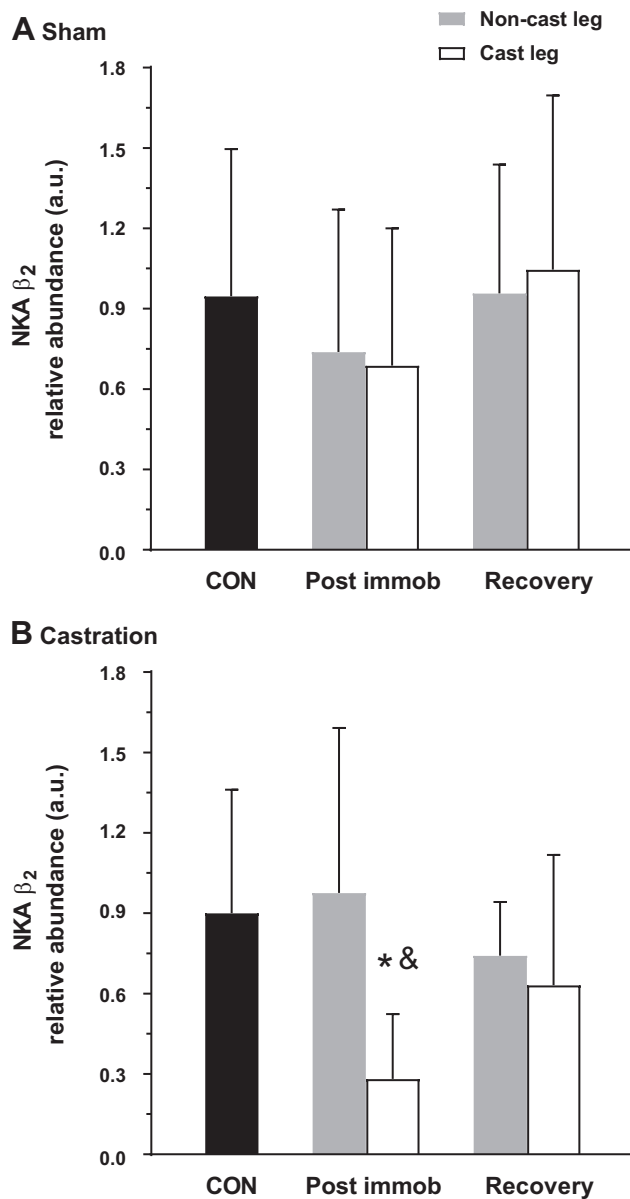 A Sham
Non-cast leg
Cast leg
NKA β2
relative abundance (a.u.)
1.8
1.5
1.2
0.9
0.6
0.3
0.0
CON Post immob Recovery
B Castration
NKA β2
relative abundance (a.u.)
1.8
1.5
1.2
0.9
0.6
0.3
0.0
* &
CON Post immob Recovery